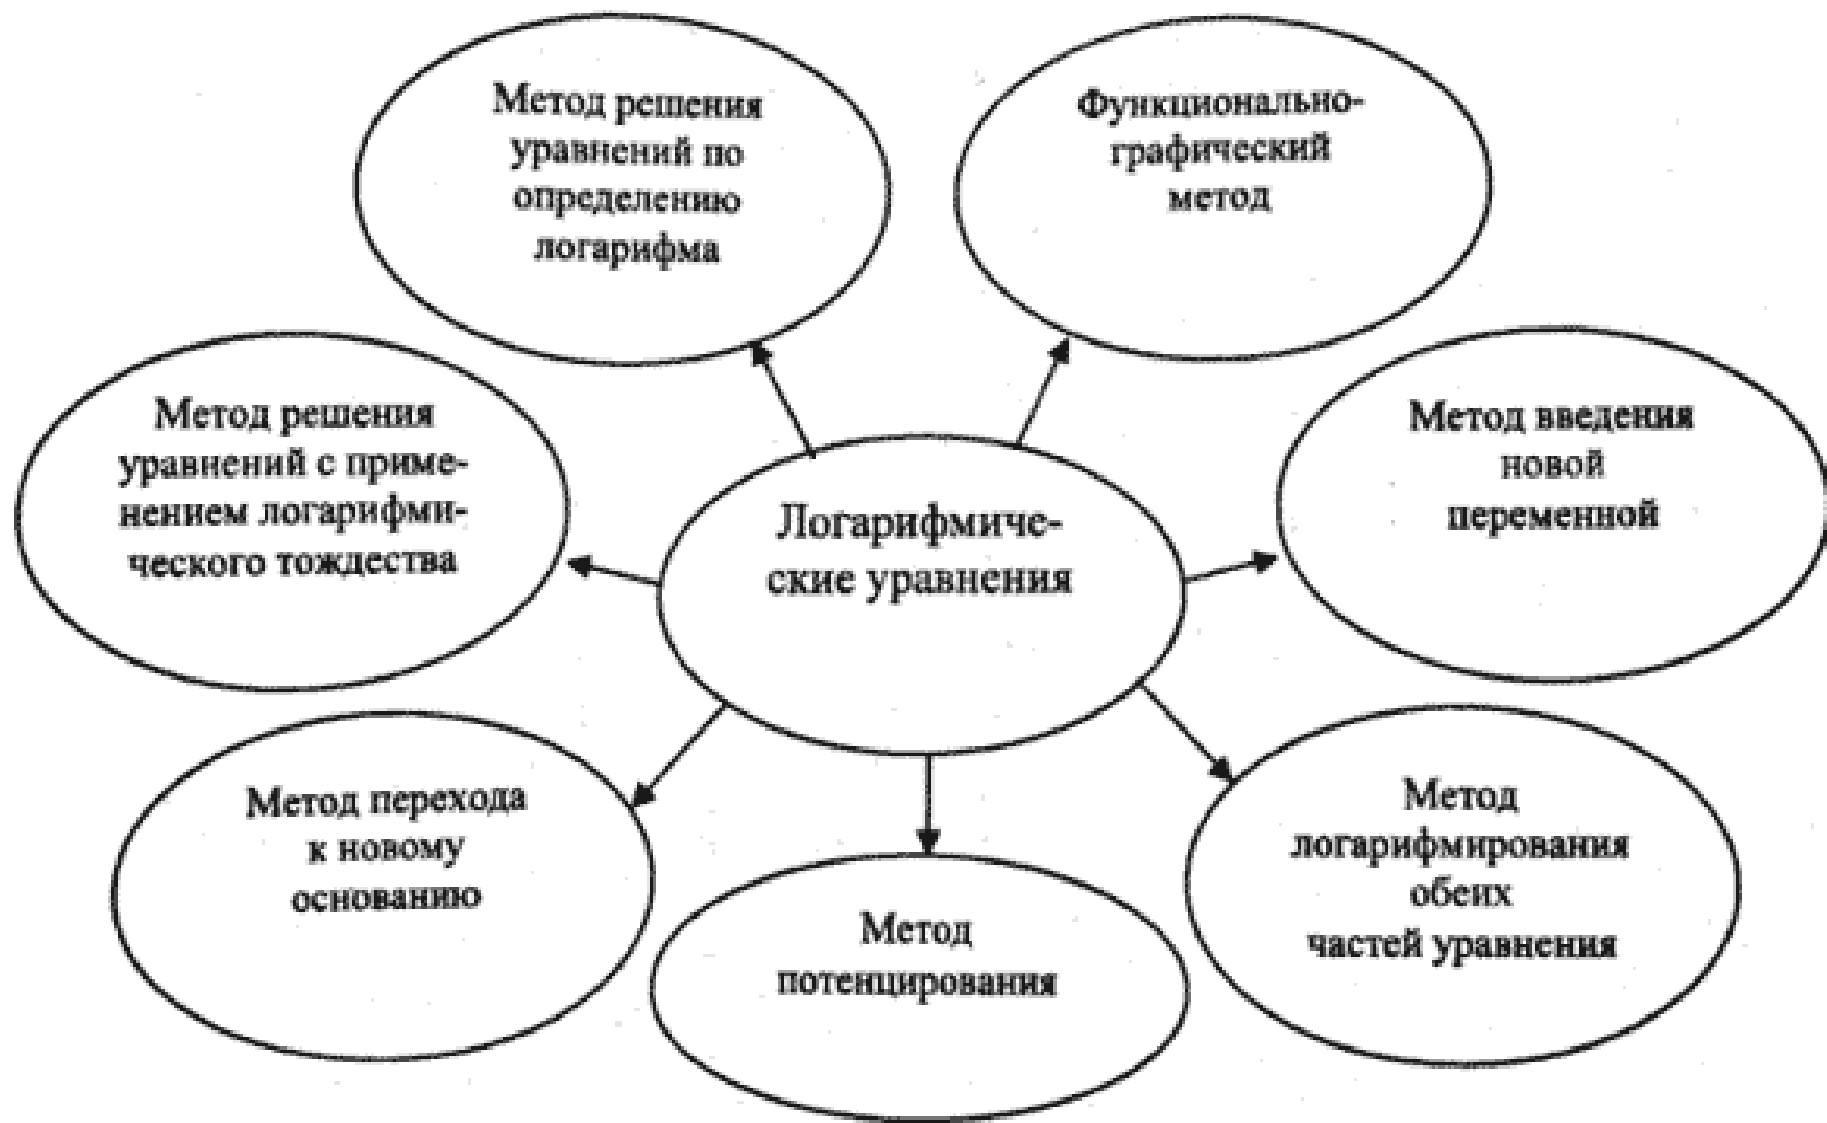 Метод решения
уравнений по
определению
логарифма
Функционально-
графический
метод
Метод решения
уравнений с приме-
нением логарифми-
ческого тождества
Логарифмиче-
ские уравнения
Метод введения
новой
переменной
Метод перехода
к новому
основанию
Метод
потенцирования
Метод
логарифмирования
обеих
частей уравнения